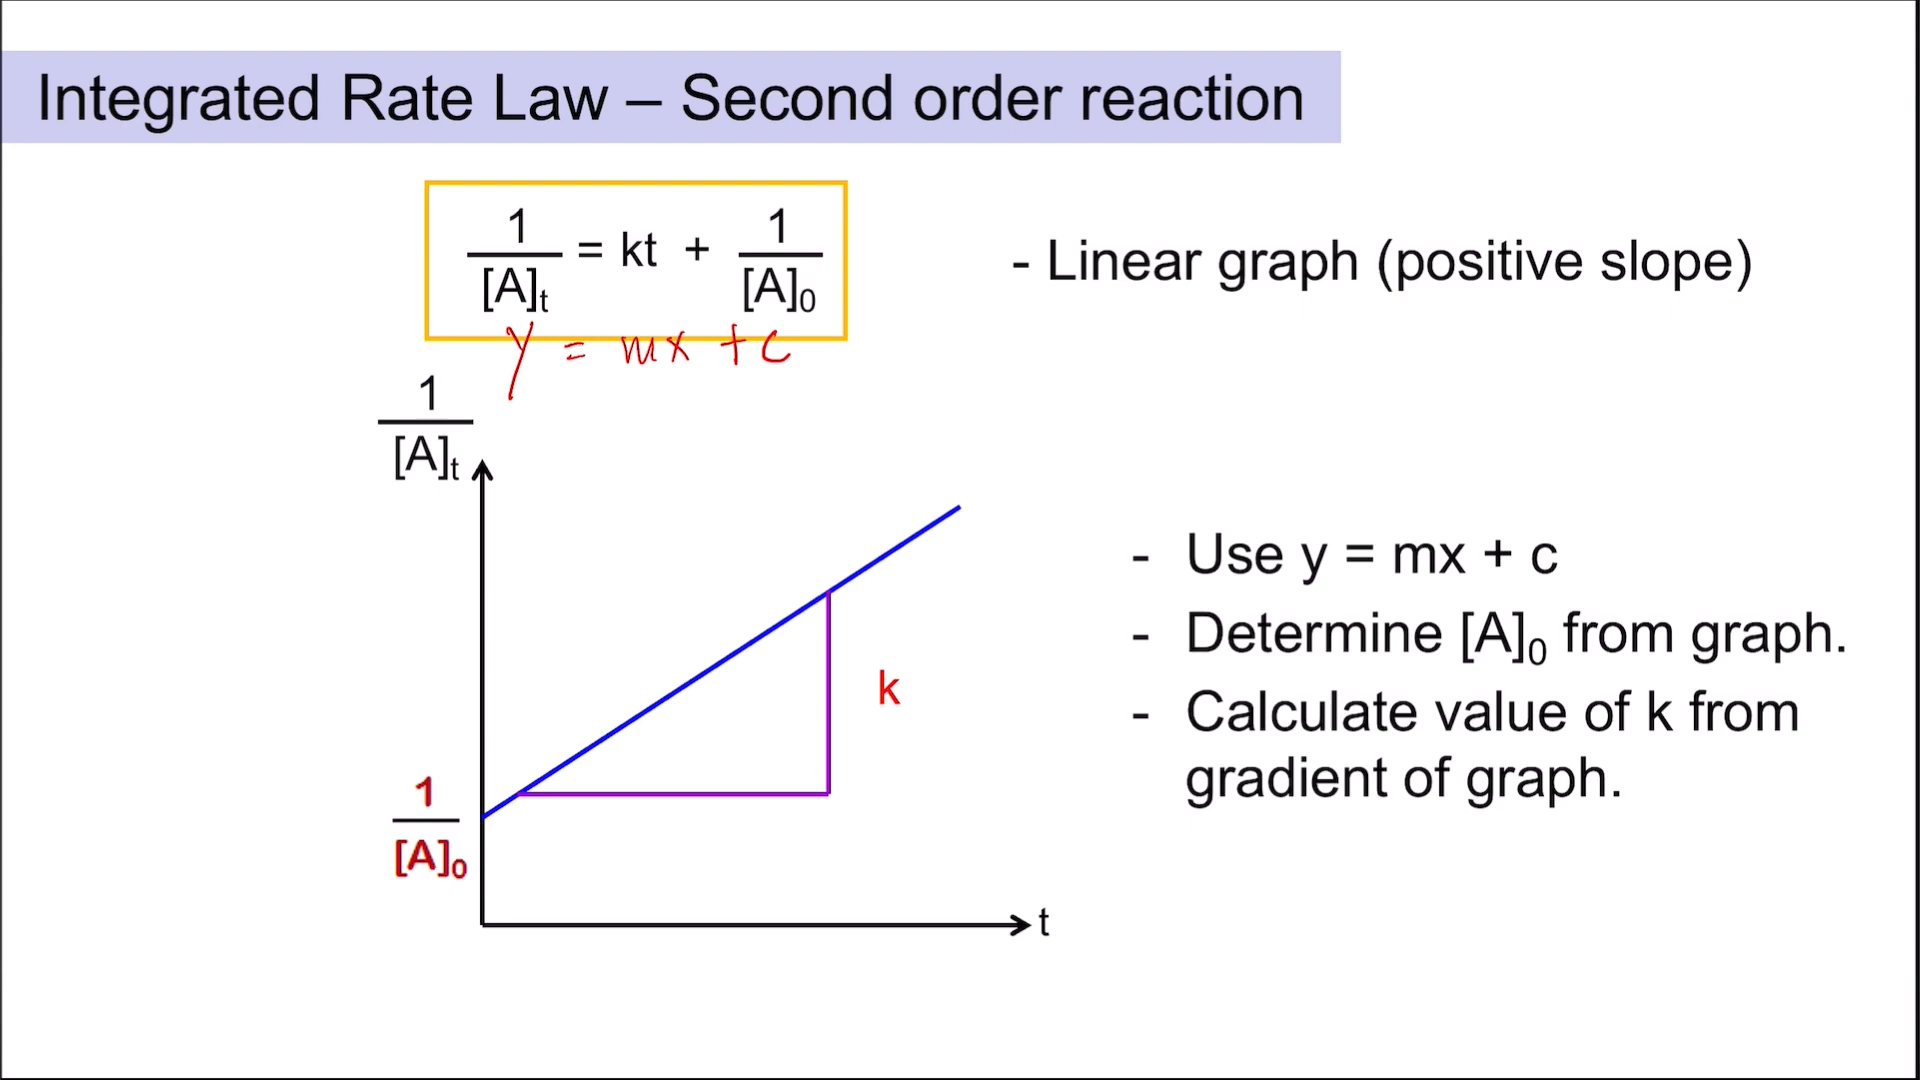 Integrated Rate Law – Second order reaction
1/[A]t = kt + 1/[A]0
- Linear graph (positive slope)
y = mx + c
1/[A]t
- Use y = mx + c
- Determine [A]0 from graph.
k
- Calculate value of k from
gradient of graph.
1/[A]0
t